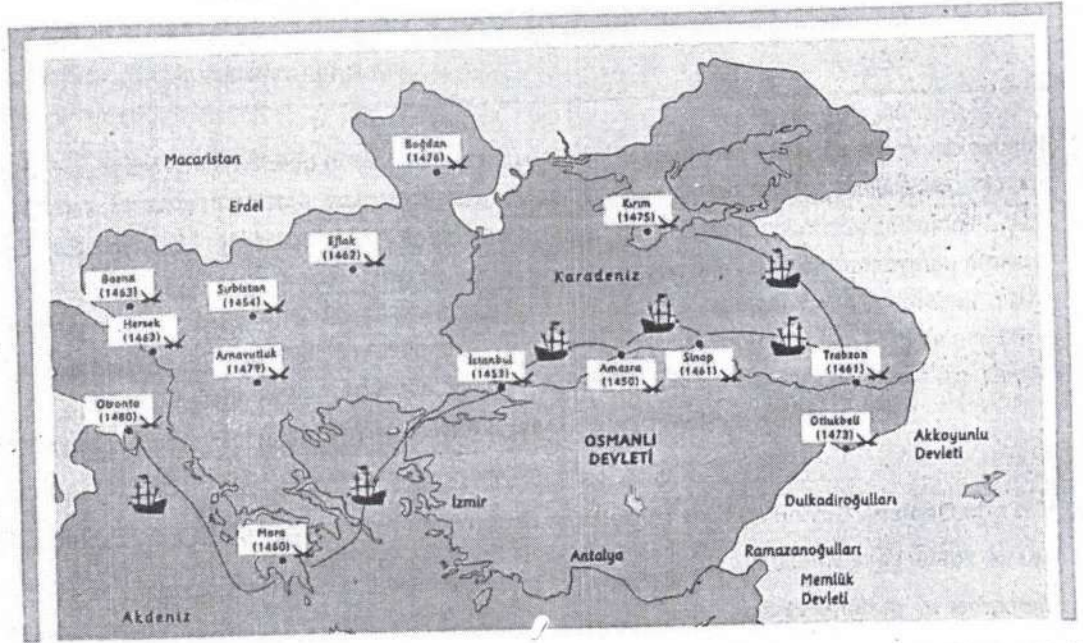 Macaristan
Boğdan
(1476)
Erdel
Kırım
(1475)
Eflak
(1462)
Karadeniz
Bosna
(1463)
Sırbistan
(1454)
Hersek
(1463)
Arnavutluk
(1479)
İstanbul
(1453)
Amasra
(1450)
Sinop
(1461)
Trabzon
(1461)
Otranto
(1480)
Otlukbeli
(1473)
OSMANLI
DEVLETİ
Akkoyunlu
Devleti
İzmir
Dulkadiroğulları
Mora
(1460)
Antalya
Ramazanoğulları
Memlûk
Devleti
Akdeniz